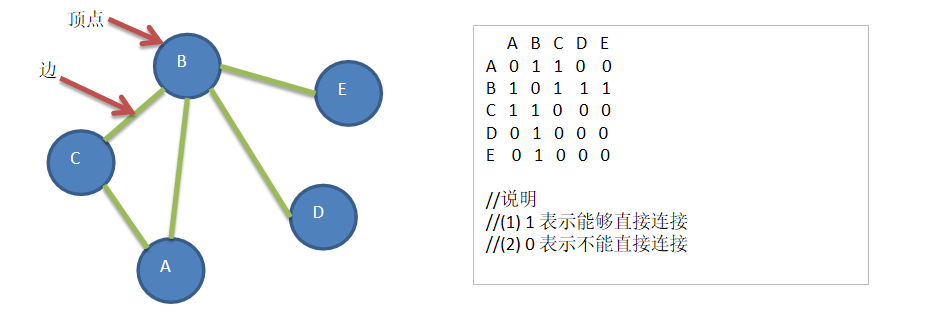 顶点
边
B
E
C
D
A
A B C D E
A 0 1 1 0 0
B 1 0 1 1 1
C 1 1 0 0 0
D 0 1 0 0 0
E 0 1 0 0 0
//说明
//(1) 1 表示能够直接连接
//(2) 0 表示不能直接连接